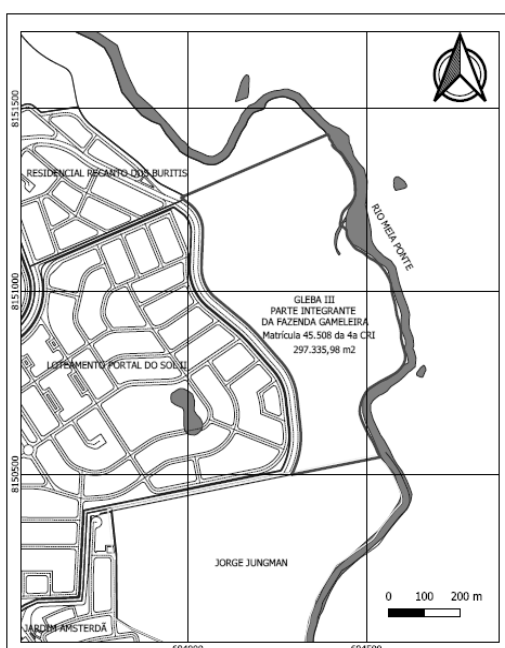 8151500
RESIDENCIAL RECANTO DOS BURITIS
RIO MEIA PONTE
8151000
GLEBA III
PARTE INTEGRANTE
DA FAZENDA GAMELEIRA
Matrícula 45.508 da 4a CRI
297.335,98 m2
LOTEAMENTO PORTAL DO SOL II
8150500
JORGE JUNGMAN
0 100 200 m
JARDIM AMSTERDÃ
684000 684500